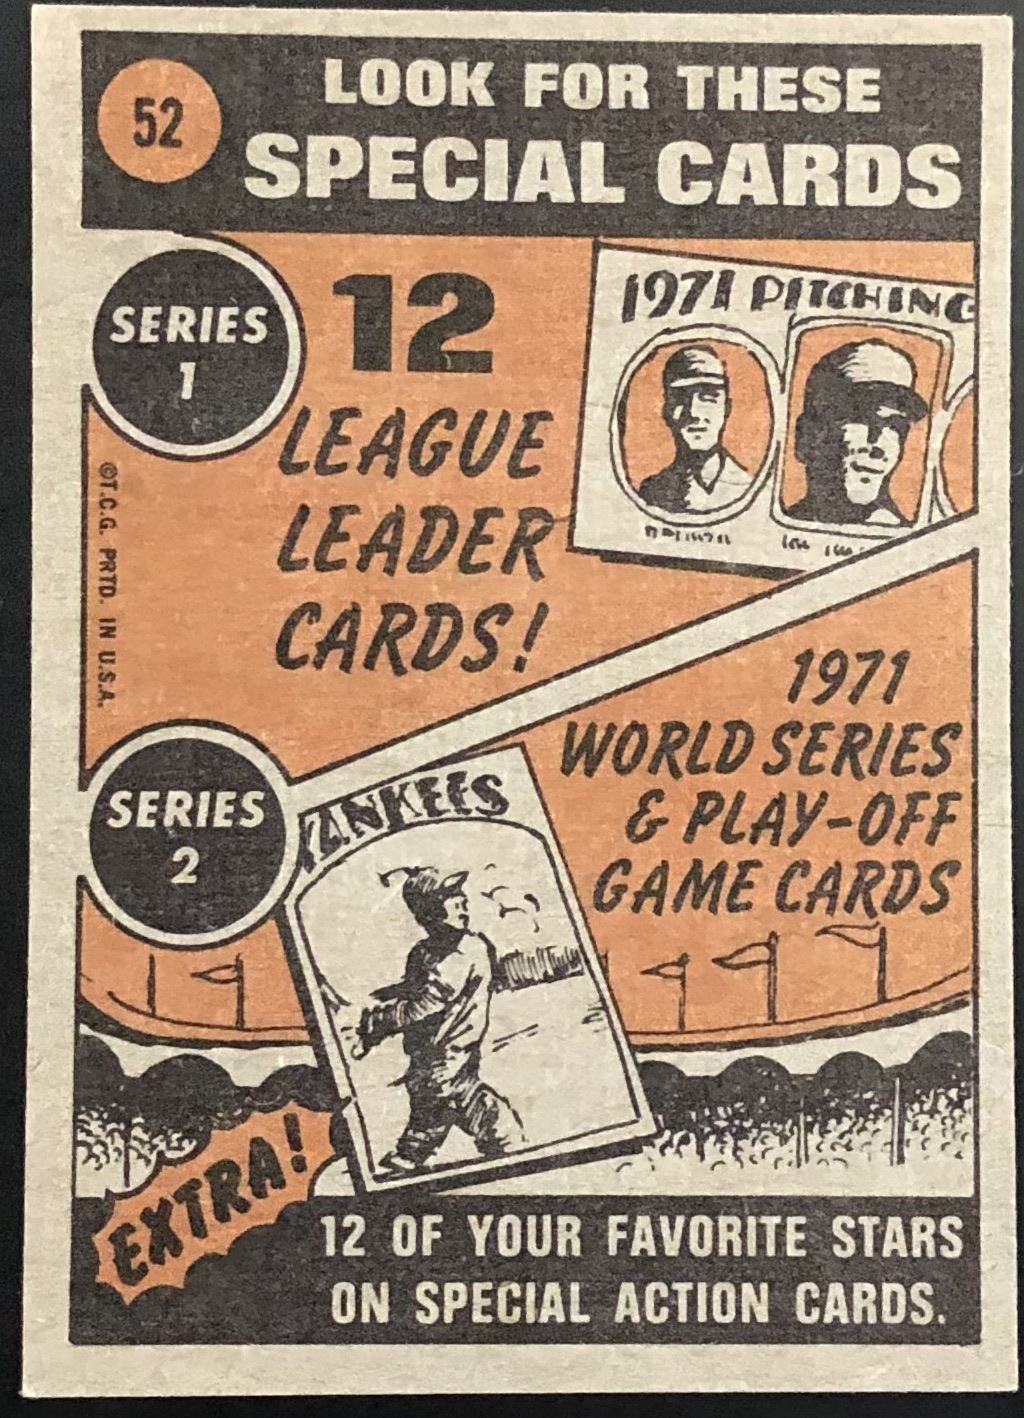 52
LOOK FOR THESE
SPECIAL CARDS
SERIES
1
12
LEAGUE
LEADER
CARDS!
1971 PITCHING
©T.C.G. PRTD. IN U.S.A.
SERIES
2
1971
WORLD SERIES
& PLAY-OFF
GAME CARDS
YANKEES
EXTRA!
12 OF YOUR FAVORITE STARS
ON SPECIAL ACTION CARDS.